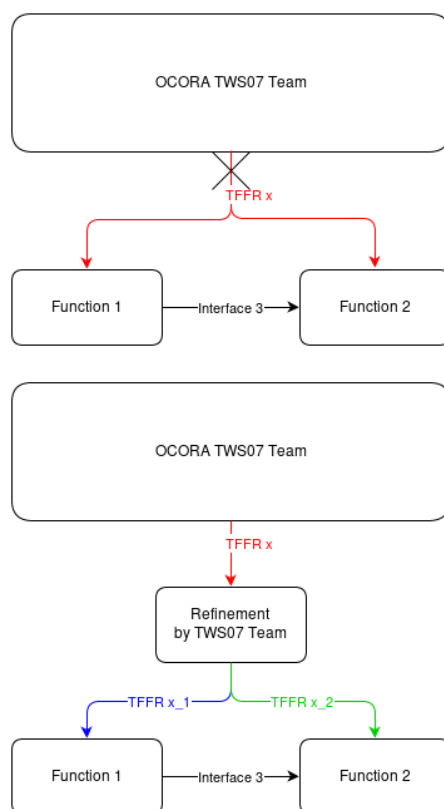 OCORA TWS07 Team
TFFR x
Function 1
Interface 3
Function 2
OCORA TWS07 Team
TFFR x
Refinement
by TWS07 Team
TFFR x_1
TFFR x_2
Function 1
Interface 3
Function 2